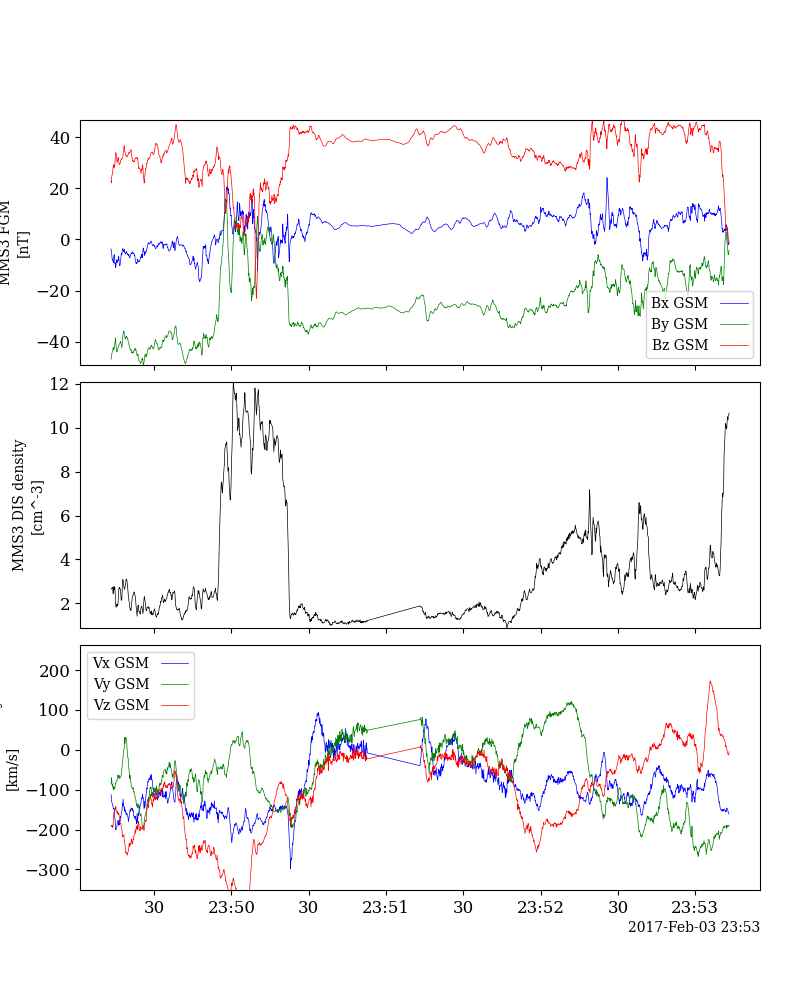 40
20
0
−20
−40
MMS3 FGM
[nT]
Bx GSM
By GSM
Bz GSM
12
10
8
6
4
2
MMS3 DIS density
[cm^-3]
200
100
0
−100
−200
−300
[km/s]
Vx GSM
Vy GSM
Vz GSM
30 23:50 30 23:51 30 23:52 30 23:53
2017-Feb-03 23:53